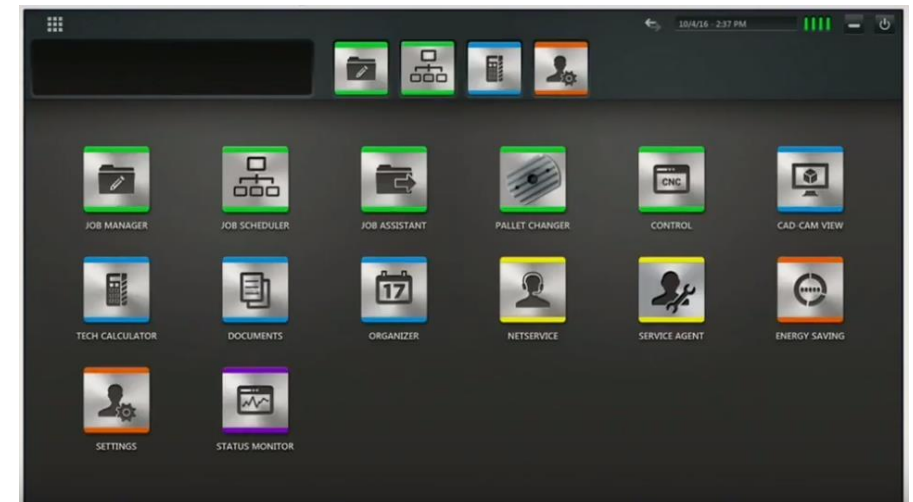 10/4/16 - 2:37 PM
JOB MANAGER
JOB SCHEDULER
JOB ASSISTANT
PALLET CHANGER
CNC
CONTROL
CAD-CAM VIEW
TECH CALCULATOR
DOCUMENTS
17
ORGANIZER
NETSERVICE
SERVICE AGENT
ENERGY SAVING
SETTINGS
STATUS MONITOR